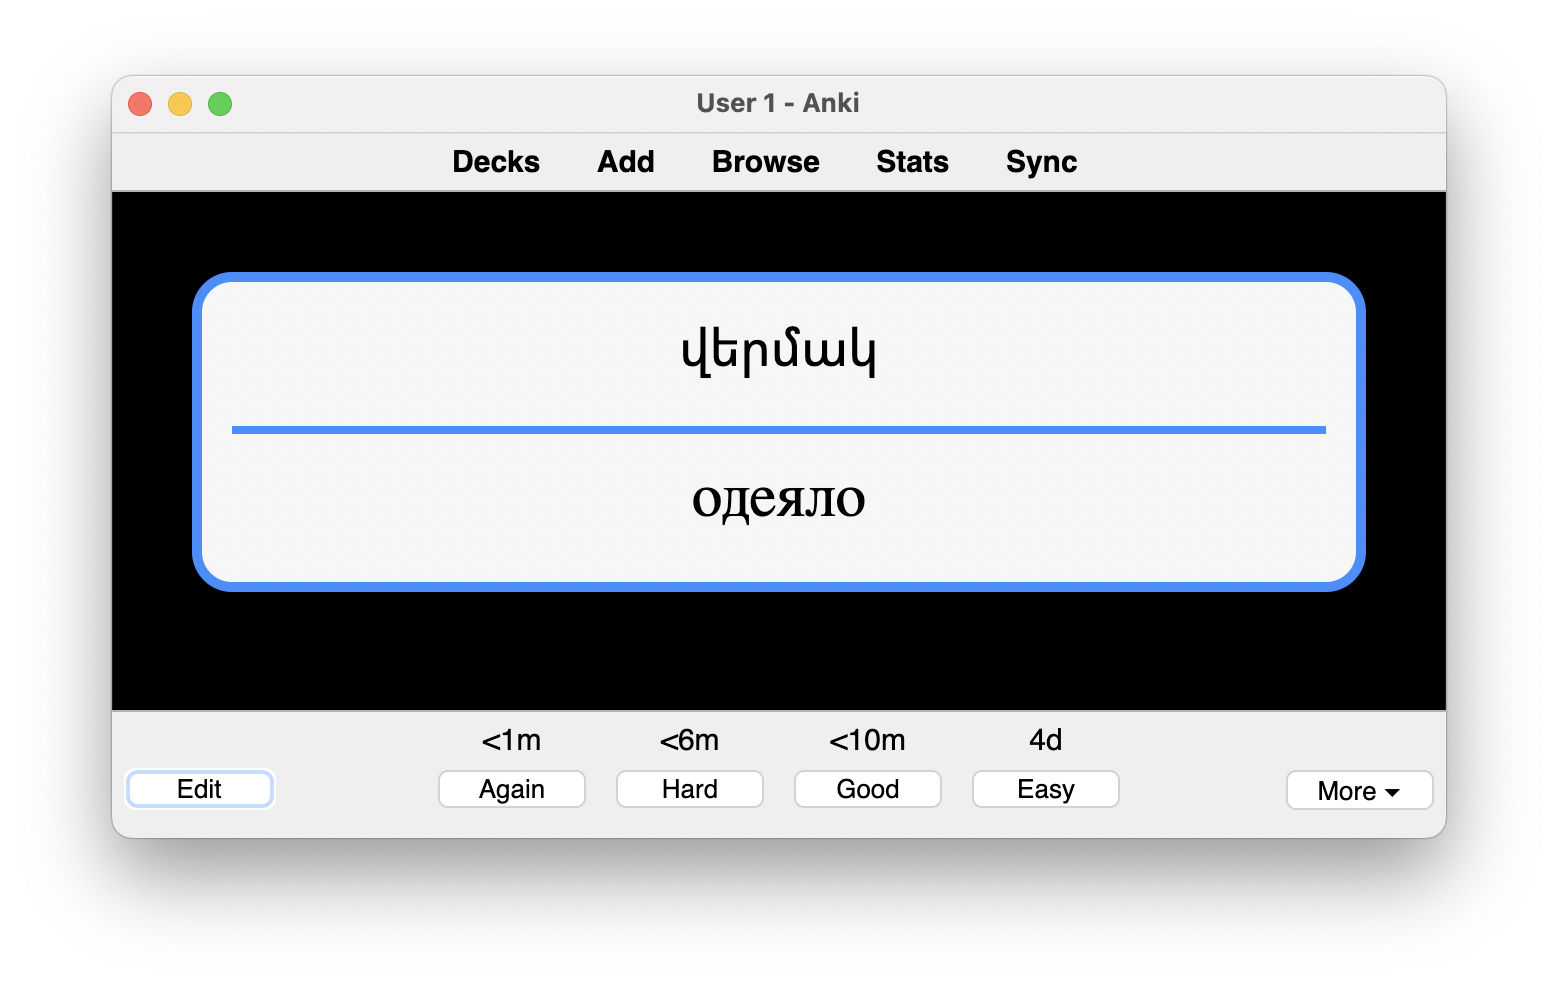 User 1 - Anki
Decks Add Browse Stats Sync
վերմակ
одеяло
<1m <6m <10m 4d
Edit Again Hard Good Easy More